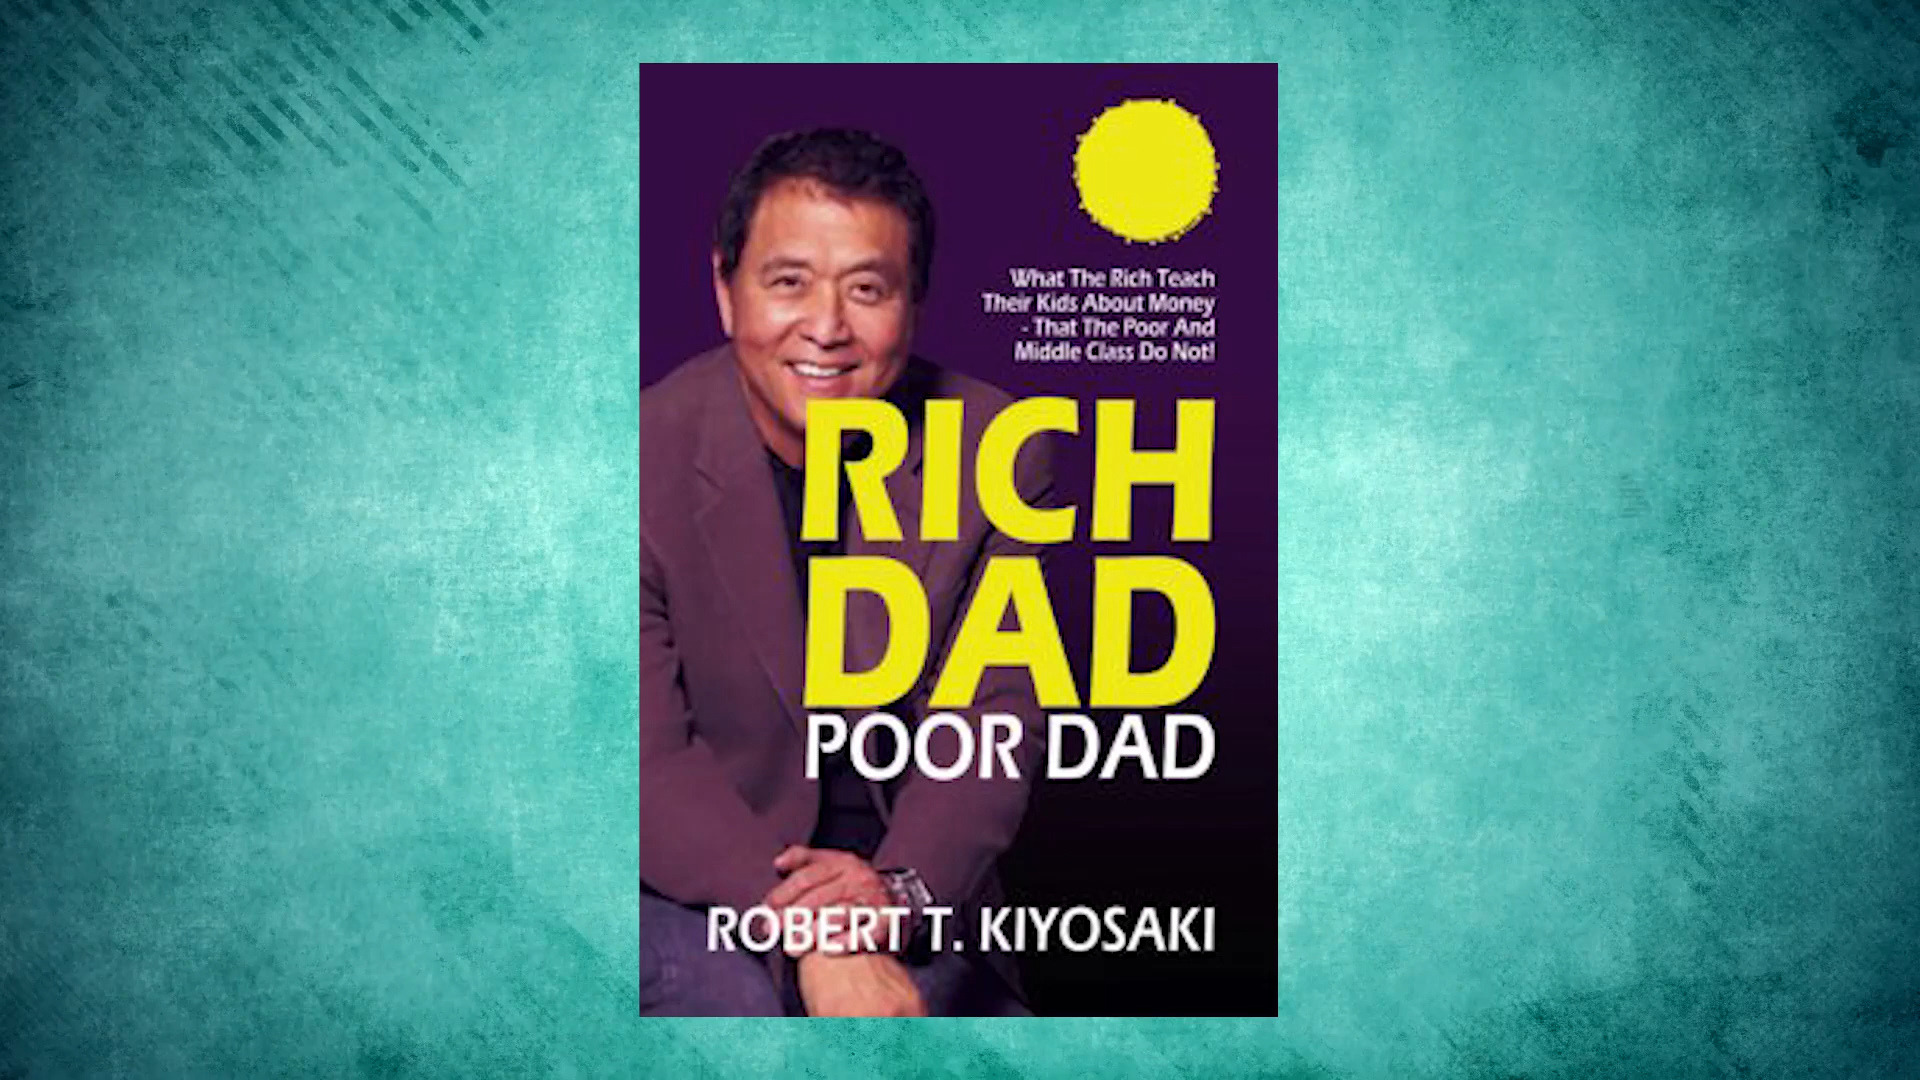 What The Rich Teach
Their Kids About Money
- That The Poor And
Middle Class Do Not!
RICH
DAD
POOR DAD
ROBERT T. KIYOSAKI